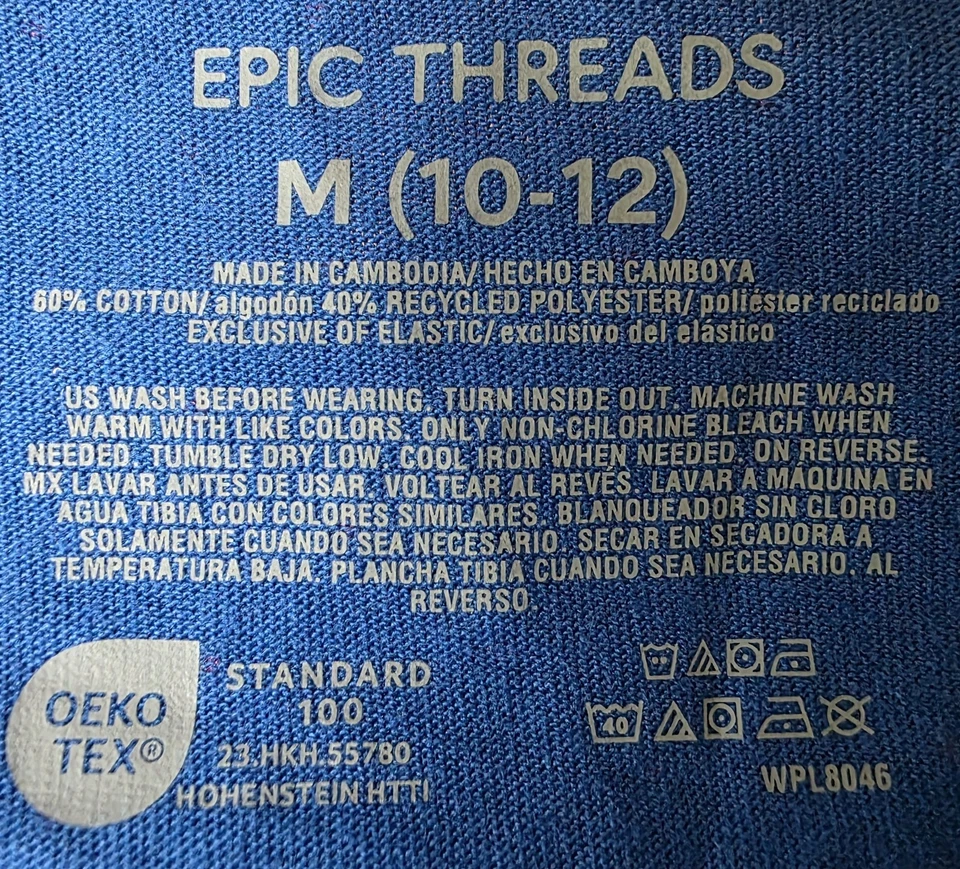 EPIC THREADS
M (10-12)
MADE IN CAMBODIA/ HECHO EN CAMBOYA
60% COTTON/ algodón 40% RECYCLED POLYESTER/ poliéster reciclado
EXCLUSIVE OF ELASTIC/ exclusivo del elástico
US WASH BEFORE WEARING. TURN INSIDE OUT. MACHINE WASH
WARM WITH LIKE COLORS. ONLY NON-CHLORINE BLEACH WHEN
NEEDED. TUMBLE DRY LOW. COOL IRON WHEN NEEDED. ON REVERSE.
MX LAVAR ANTES DE USAR. VOLTEAR AL REVÉS. LAVAR A MÁQUINA EN
AGUA TIBIA CON COLORES SIMILARES. BLANQUEADOR SIN CLORO
SOLAMENTE CUANDO SEA NECESARIO. SECAR EN SECADORA A
TEMPERATURA BAJA. PLANCHA TIBIA CUANDO SEA NECESARIO. AL
REVERSO.
OEKO
TEX®
STANDARD
100
23.HKH.55780
HOHENSTEIN HTTI
40
WPL8046